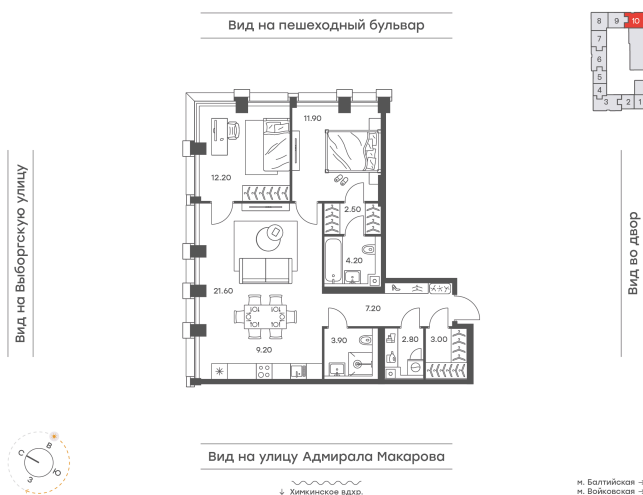 Вид на пешеходный бульвар
8 9 10
7
6
5
4
3 2 1
11.90
12.20
2.50
4.20
21.60
7.20
9.20
3.90
2.80
3.00
Вид на Выборгскую улицу
Вид во двор
Вид на улицу Адмирала Макарова
↓ Химкинское вдхр.
С В Ю З
м. Балтийская
м. Войковская